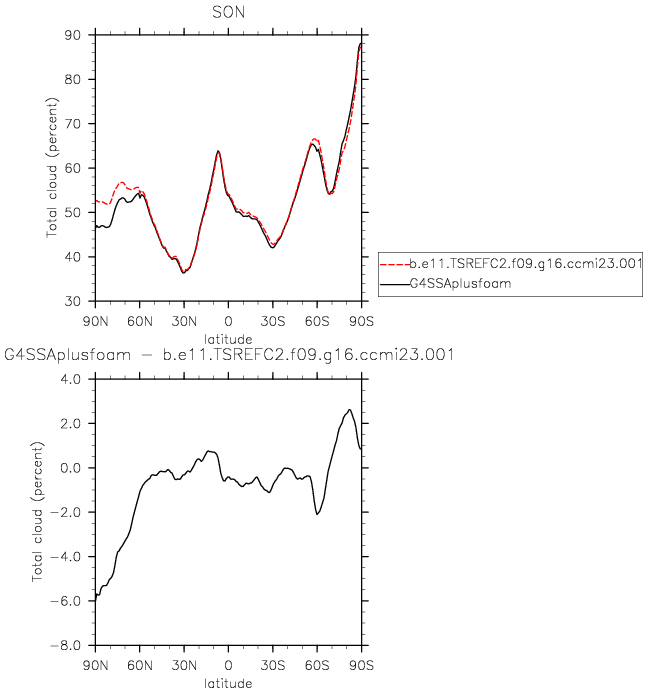 SON
90
80
70
60
50
40
30
Total cloud (percent)
90N 60N 30N 0 30S 60S 90S
latitude
b.e11.TSREFC2.f09.g16.ccmi23.001
G4SSAplusfoam
G4SSAplusfoam — b.e11.TSREFC2.f09.g16.ccmi23.001
4.0
2.0
0.0
−2.0
−4.0
−6.0
−8.0
Total cloud (percent)
90N 60N 30N 0 30S 60S 90S
latitude